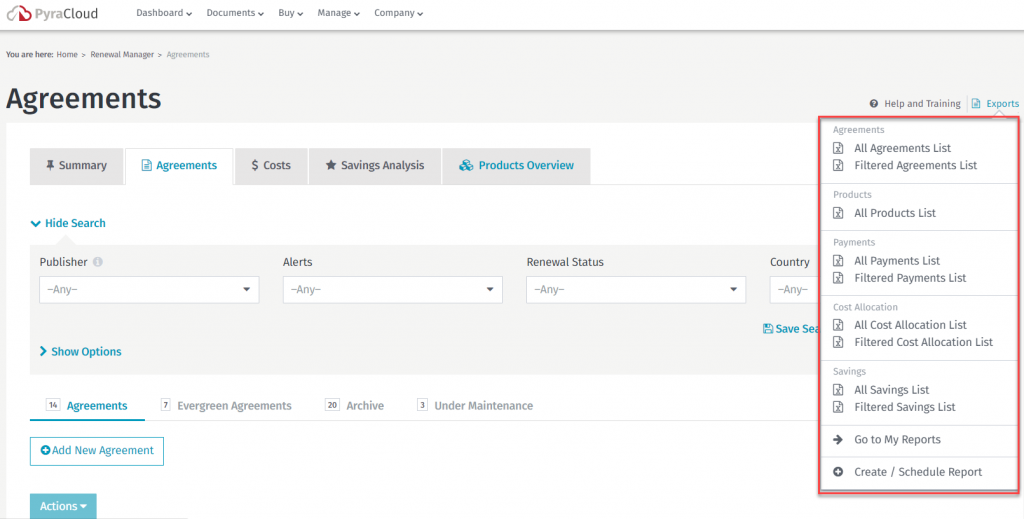 PyraCloud
Dashboard Documents Buy Manage Company
You are here: Home > Renewal Manager > Agreements
Agreements
Help and Training Exports
Summary Agreements $ Costs Savings Analysis Products Overview
Hide Search
Publisher Alerts Renewal Status Country
–Any– –Any– –Any– –Any–
Save Sea
Show Options
14 Agreements 7 Evergreen Agreements 20 Archive 3 Under Maintenance
Add New Agreement
Actions
Agreements
All Agreements List
Filtered Agreements List
Products
All Products List
Payments
All Payments List
Filtered Payments List
Cost Allocation
All Cost Allocation List
Filtered Cost Allocation List
Savings
All Savings List
Filtered Savings List
Go to My Reports
Create / Schedule Report